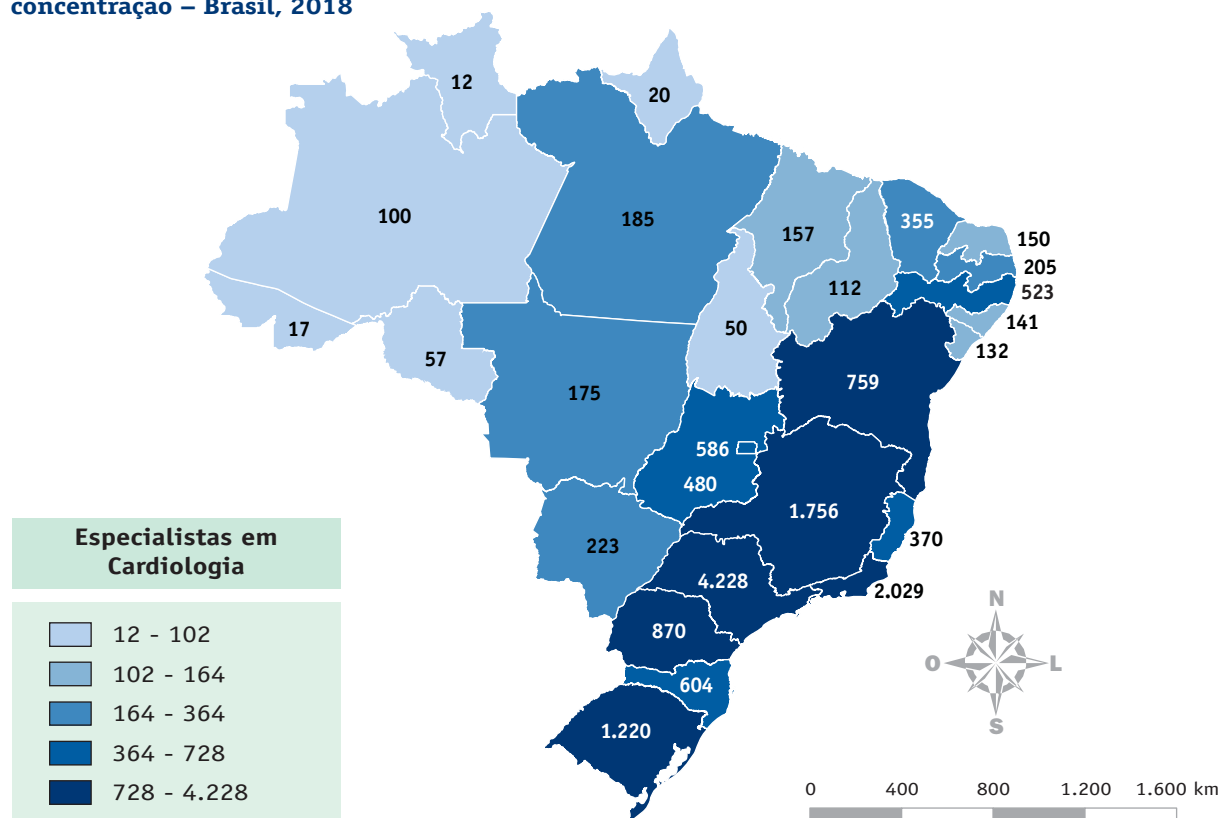 concentração – Brasil, 2018
12
20
100
185
157
355
150
205
523
112
141
132
17
57
50
175
759
586
480
1.756
370
223
4.228
2.029
870
604
1.220
Especialistas em
Cardiologia
12 - 102
102 - 164
164 - 364
364 - 728
728 - 4.228
N
O
L
S
0 400 800 1.200 1.600 km